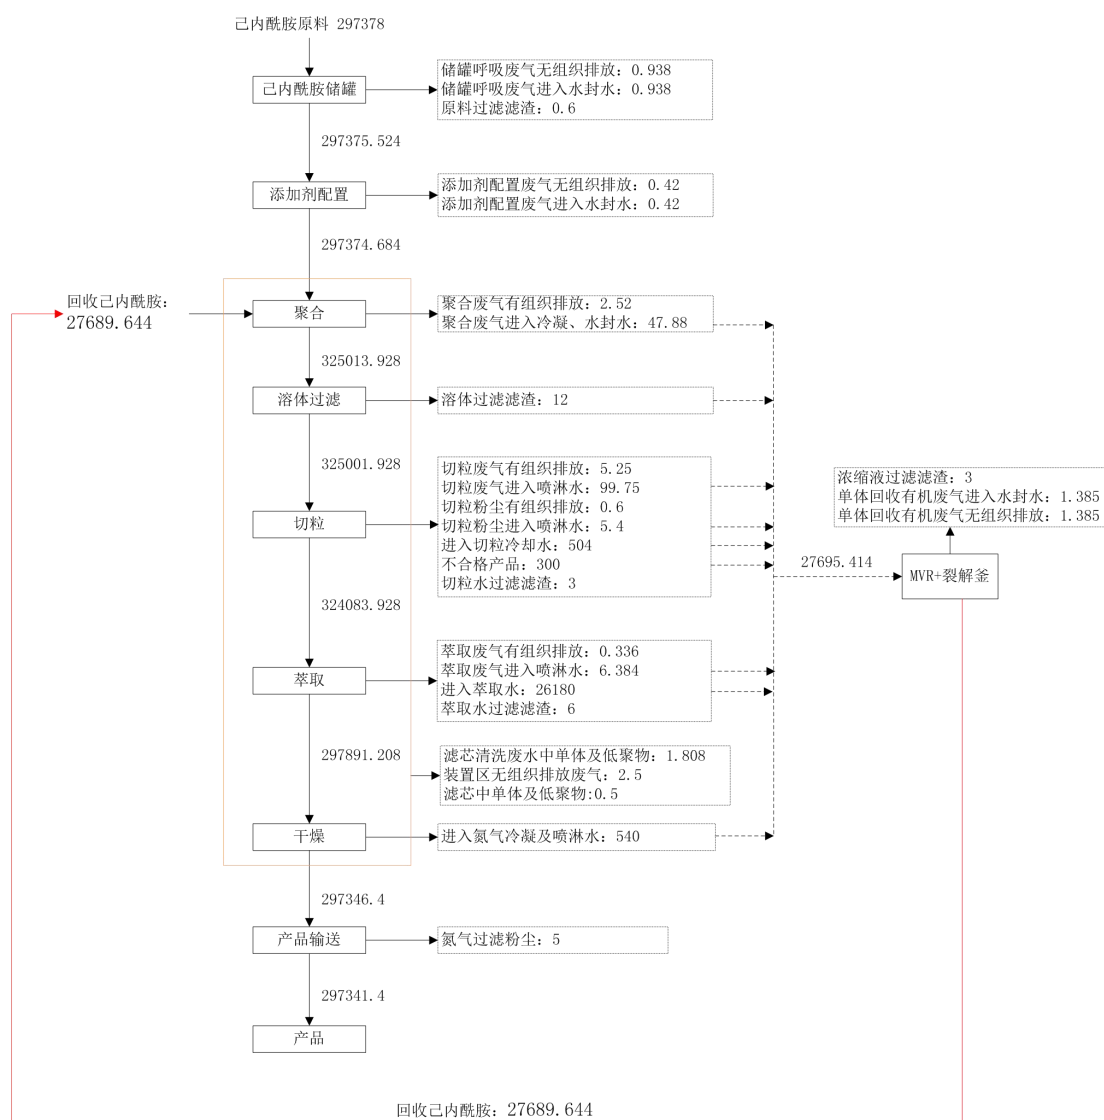 己内酰胺原料 297378
己内酰胺储罐
储罐呼吸废气无组织排放：0.938
储罐呼吸废气进入水封水：0.938
原料过滤滤渣：0.6
297375.524
添加剂配置
添加剂配置废气无组织排放：0.42
添加剂配置废气进入水封水：0.42
297374.684
回收己内酰胺：
27689.644
聚合
聚合废气有组织排放：2.52
聚合废气进入冷凝、水封水：47.88
325013.928
溶体过滤
溶体过滤滤渣：12
325001.928
切粒
切粒废气有组织排放：5.25
切粒废气进入喷淋水：99.75
切粒粉尘有组织排放：0.6
切粒粉尘进入喷淋水：5.4
进入切粒冷却水：504
不合格产品：300
切粒水过滤滤渣：3
27695.414
浓缩液过滤滤渣：3
单体回收有机废气进入水封水：1.385
单体回收有机废气无组织排放：1.385
MVR+裂解釜
324083.928
萃取
萃取废气有组织排放：0.336
萃取废气进入喷淋水：6.384
进入萃取水：26180
萃取水过滤滤渣：6
297891.208
滤芯清洗废水中单体及低聚物：1.808
装置区无组织排放废气：2.5
滤芯中单体及低聚物:0.5
干燥
进入氮气冷凝及喷淋水：540
297346.4
产品输送
氮气过滤粉尘：5
297341.4
产品
回收己内酰胺：27689.644